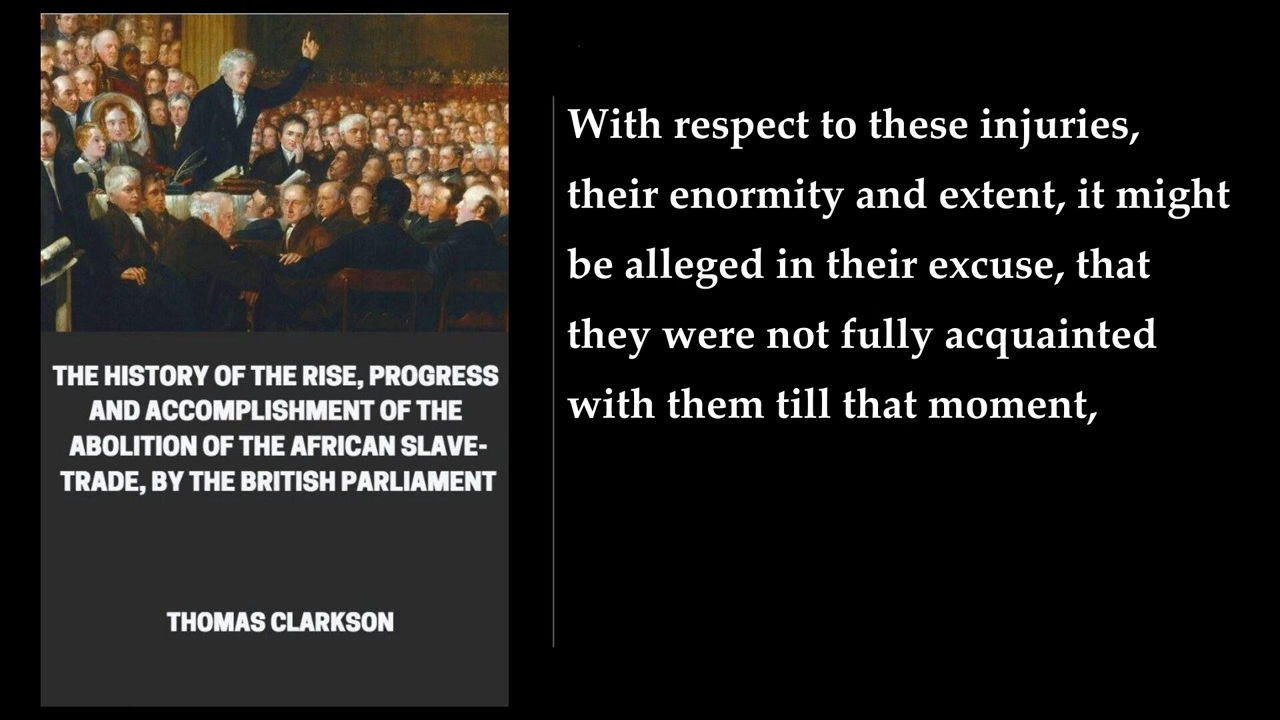 THE HISTORY OF THE RISE, PROGRESS
AND ACCOMPLISHMENT OF THE
ABOLITION OF THE AFRICAN SLAVE-
TRADE, BY THE BRITISH PARLIAMENT
THOMAS CLARKSON
With respect to these injuries,
their enormity and extent, it might
be alleged in their excuse, that
they were not fully acquainted
with them till that moment,